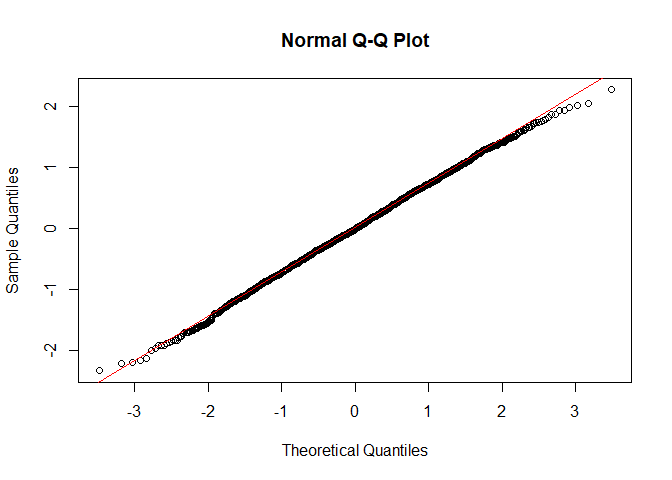 Normal Q-Q Plot
Sample Quantiles
2
1
0
-1
-2
-3 -2 -1 0 1 2 3
Theoretical Quantiles